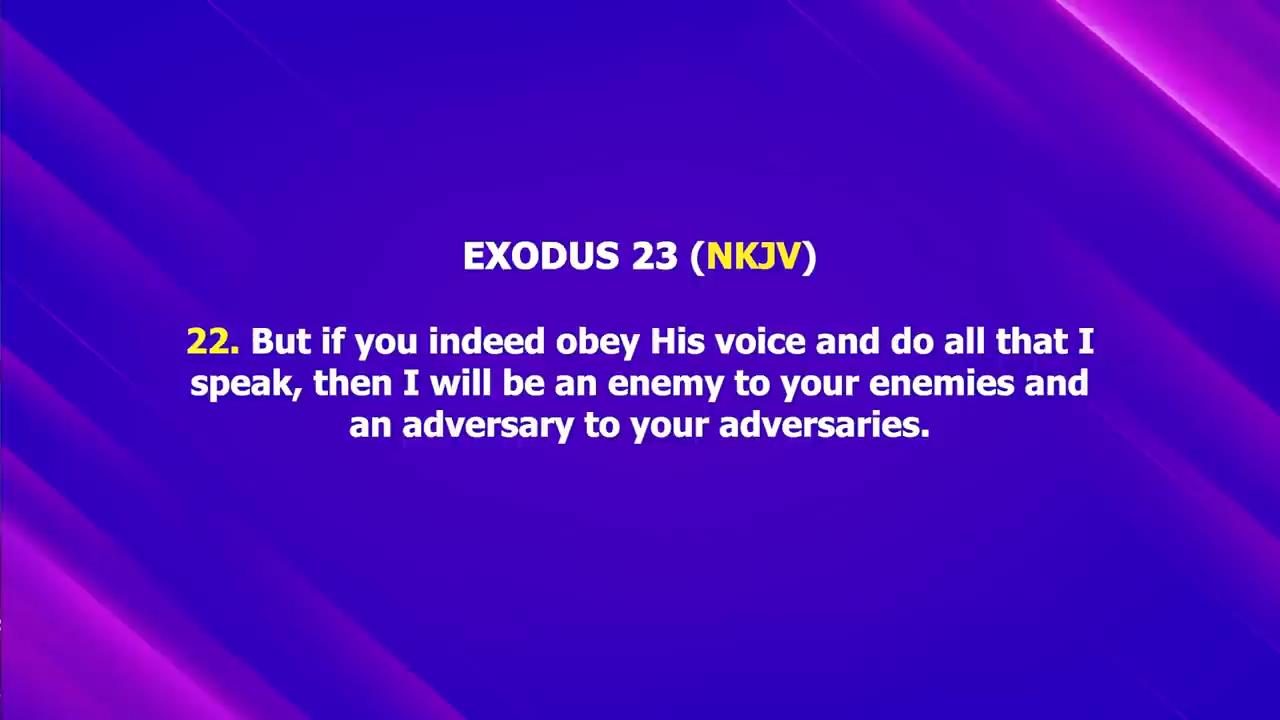 EXODUS 23 (NKJV)
22. But if you indeed obey His voice and do all that I
speak, then I will be an enemy to your enemies and
an adversary to your adversaries.